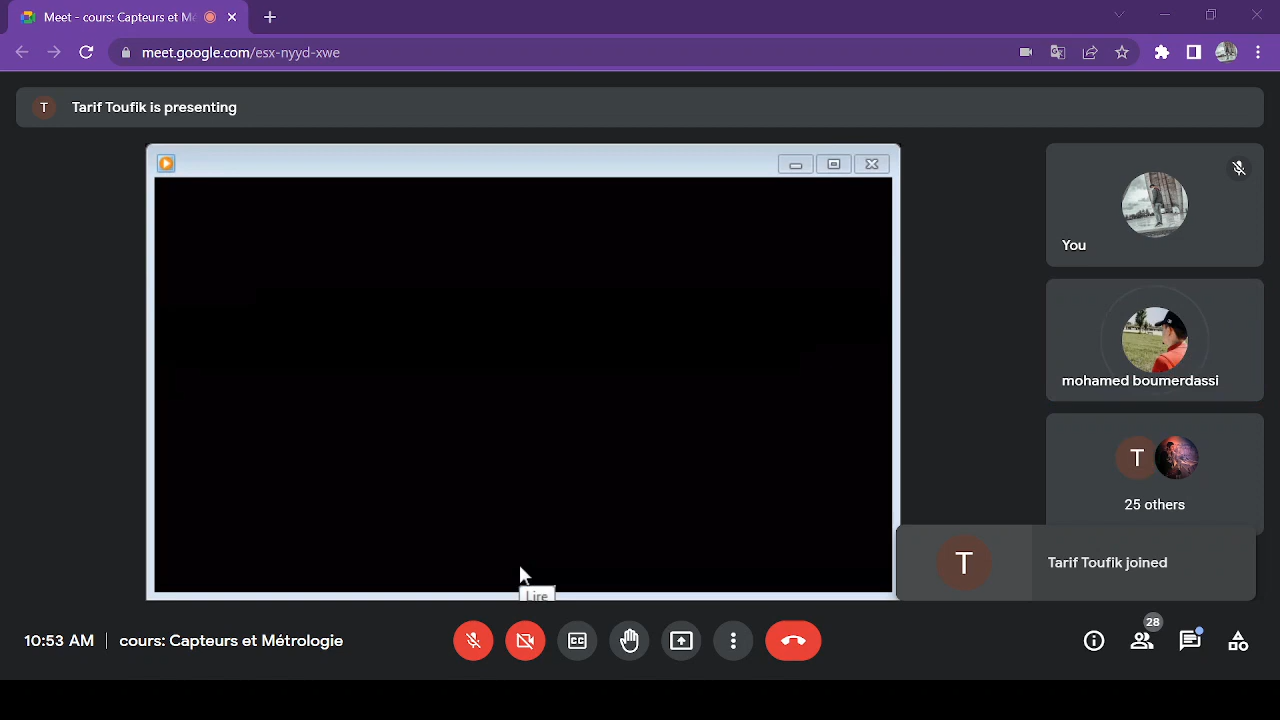 Meet - cours: Capteurs et Mé
meet.google.com/esx-nyyd-xwe
T Tarif Toufik is presenting
You
mohamed boumerdassi
T
25 others
T Tarif Toufik joined
Lire
10:53 AM | cours: Capteurs et Métrologie
28